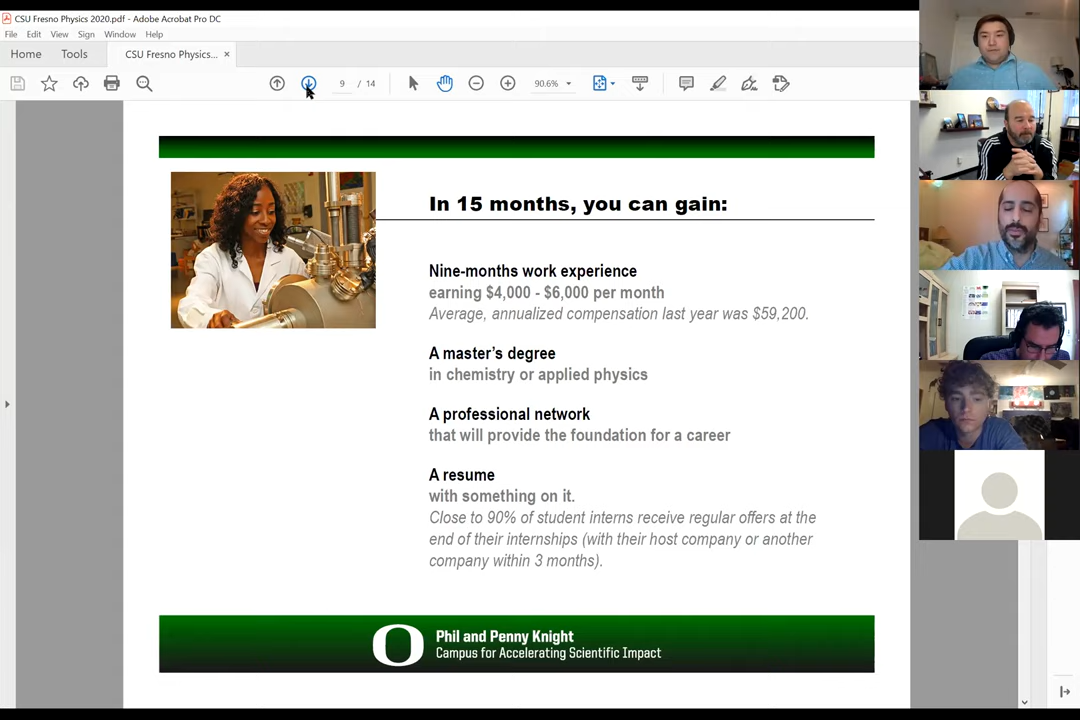 CSU Fresno Physics 2020.pdf - Adobe Acrobat Pro DC
File Edit View Sign Window Help
Home Tools CSU Fresno Physics... ×
9 / 14 90.6%
In 15 months, you can gain:
Nine-months work experience
earning $4,000 - $6,000 per month
Average, annualized compensation last year was $59,200.
A master's degree
in chemistry or applied physics
A professional network
that will provide the foundation for a career
A resume
with something on it.
Close to 90% of student interns receive regular offers at the
end of their internships (with their host company or another
company within 3 months).
O
Phil and Penny Knight
Campus for Accelerating Scientific Impact